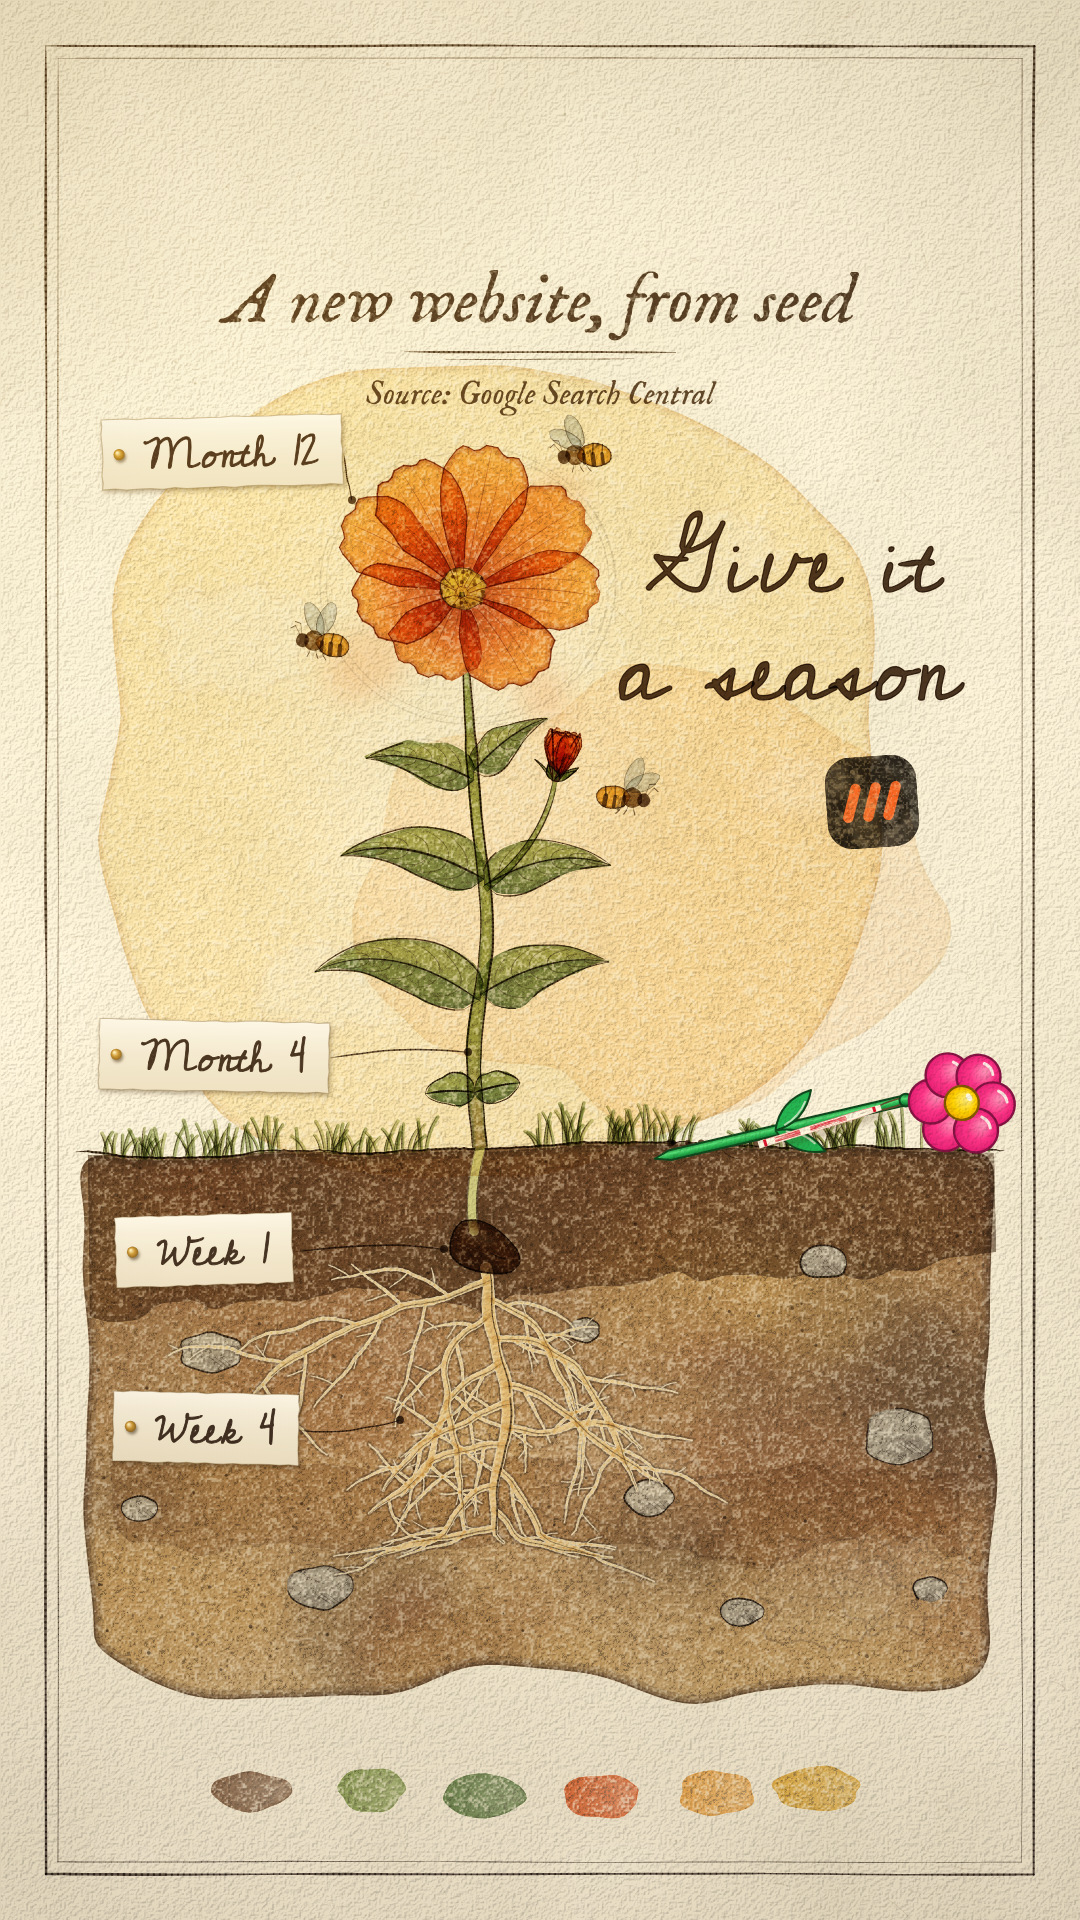 A new website, from seed
Source: Google Search Central
Month 12
Give it
a season
Month 4
Week 1
Week 4